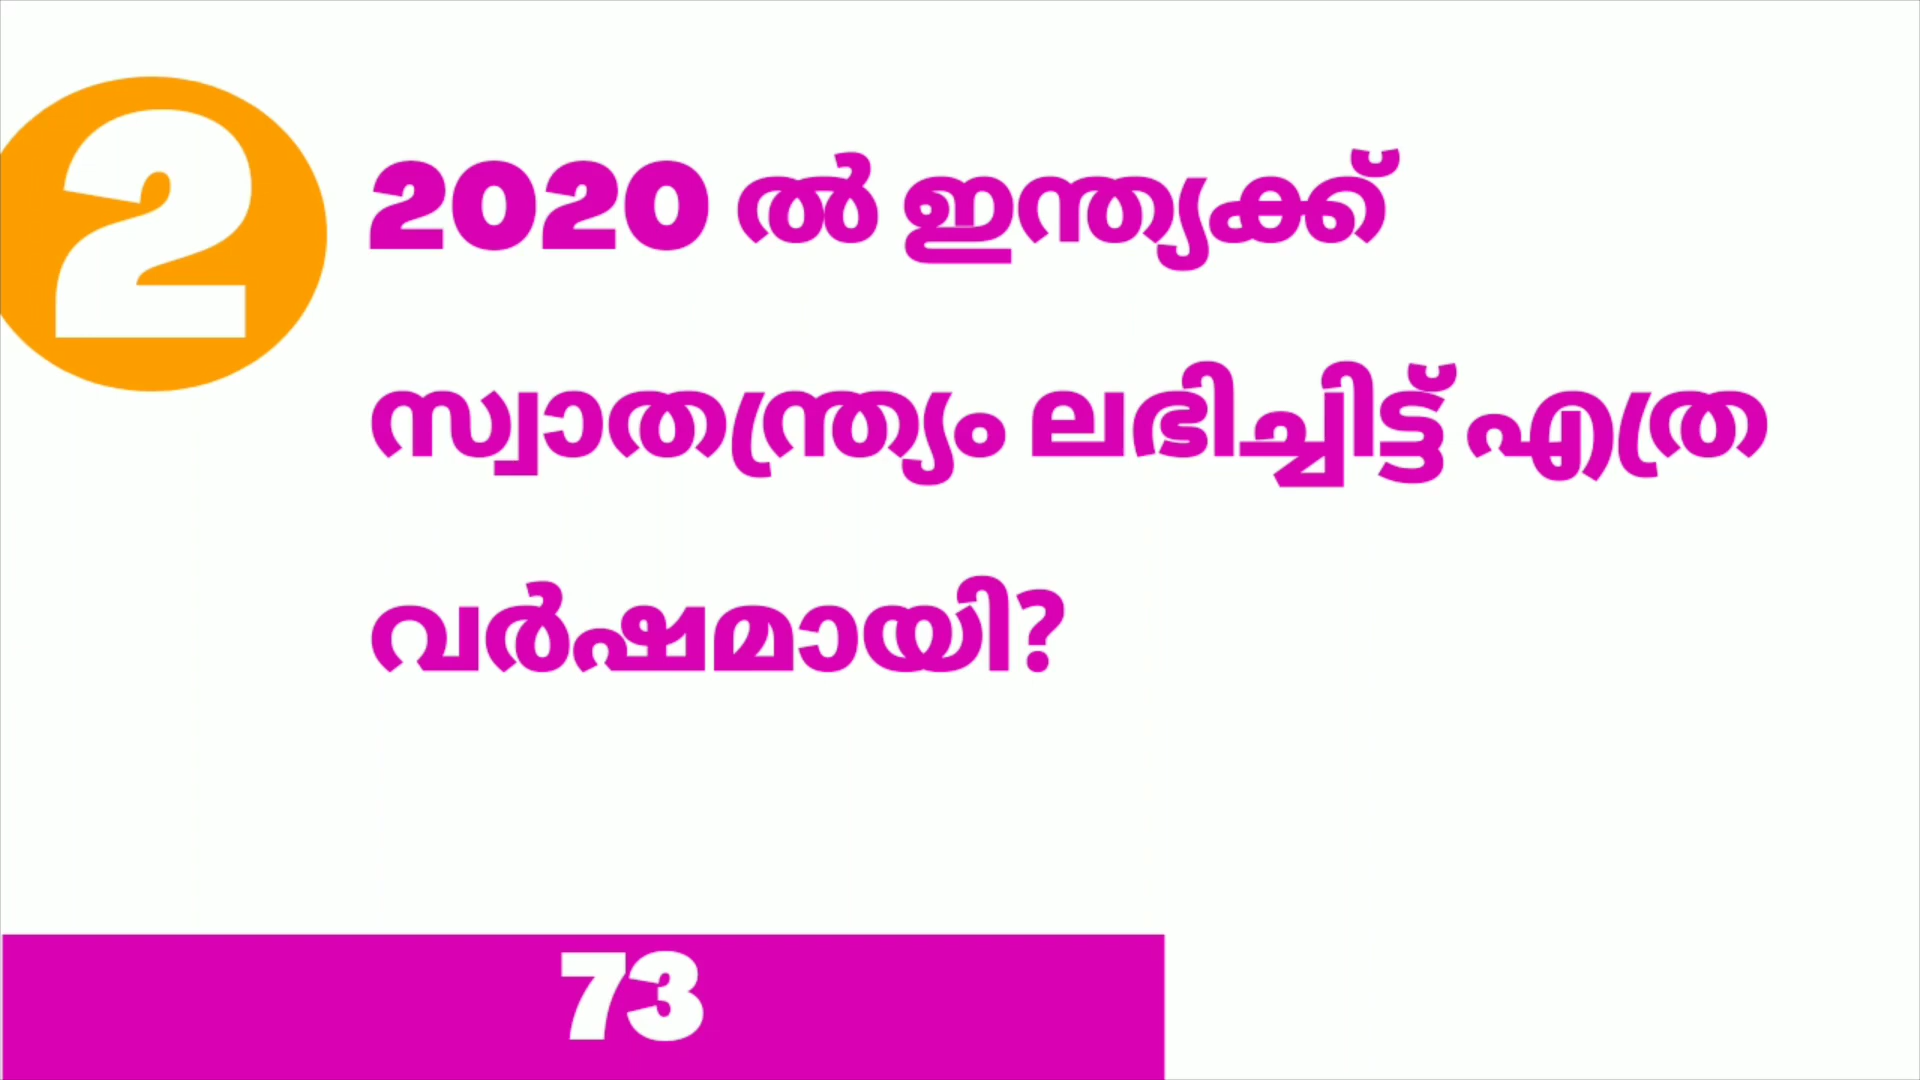 2
2020 ൽ ഇന്ത്യക്ക്
സ്വാതന്ത്ര്യം ലഭിച്ചിട്ട് എത്ര
വർഷമായി?
73